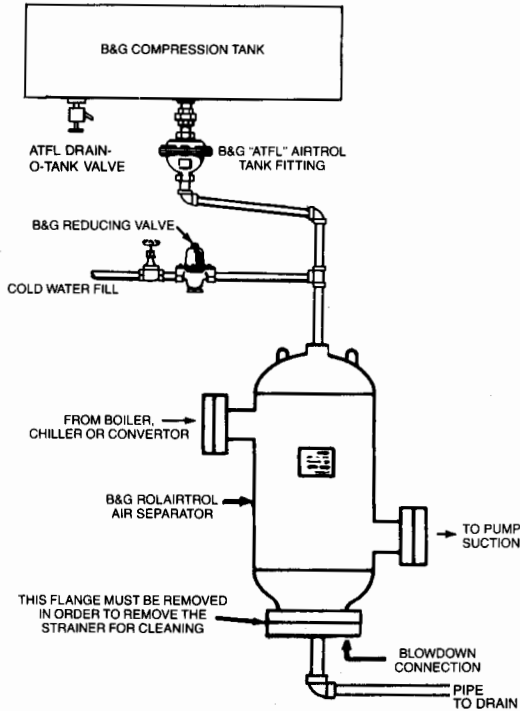 B&G COMPRESSION TANK
ATFL DRAIN-
O-TANK VALVE
B&G "ATFL" AIRTROL
TANK FITTING
B&G REDUCING VALVE
COLD WATER FILL
FROM BOILER,
CHILLER OR CONVERTOR
B&G ROLAIRTROL
AIR SEPARATOR
TO PUMP
SUCTION
THIS FLANGE MUST BE REMOVED
IN ORDER TO REMOVE THE
STRAINER FOR CLEANING
BLOWDOWN
CONNECTION
PIPE
TO DRAIN